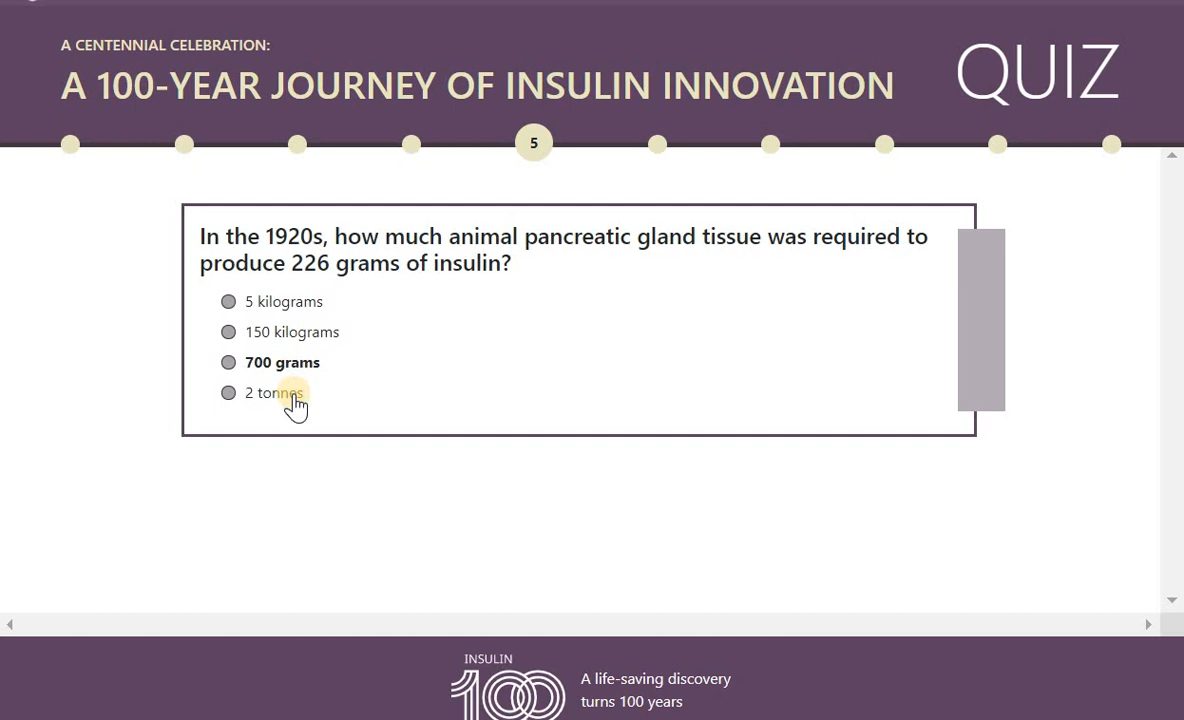 A CENTENNIAL CELEBRATION:
A 100-YEAR JOURNEY OF INSULIN INNOVATION
QUIZ
5
In the 1920s, how much animal pancreatic gland tissue was required to
produce 226 grams of insulin?
5 kilograms
150 kilograms
700 grams
2 tonnes
INSULIN
100
A life-saving discovery
turns 100 years